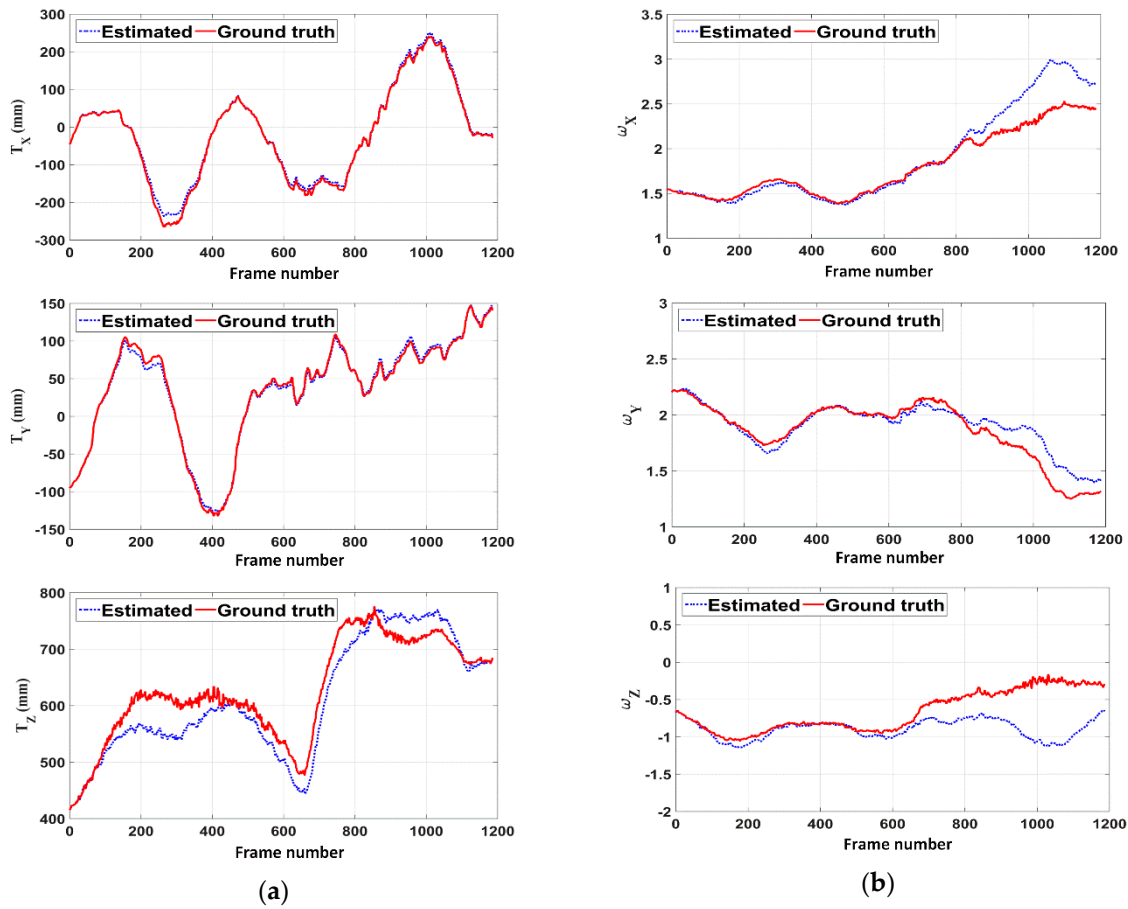 Estimated Ground truth
T_X (mm)
300
200
100
0
-100
-200
-300
0 200 400 600 800 1000 1200
Frame number
Estimated Ground truth
T_Y (mm)
150
100
50
0
-50
-100
-150
0 200 400 600 800 1000 1200
Frame number
Estimated Ground truth
T_Z (mm)
800
700
600
500
400
0 200 400 600 800 1000 1200
Frame number
(a)
Estimated Ground truth
ω_X
3.5
3
2.5
2
1.5
1
0 200 400 600 800 1000 1200
Frame number
Estimated Ground truth
ω_Y
3
2.5
2
1.5
1
0 200 400 600 800 1000 1200
Frame number
Estimated Ground truth
ω_Z
1
0.5
0
-0.5
-1
-1.5
-2
0 200 400 600 800 1000 1200
Frame number
(b)